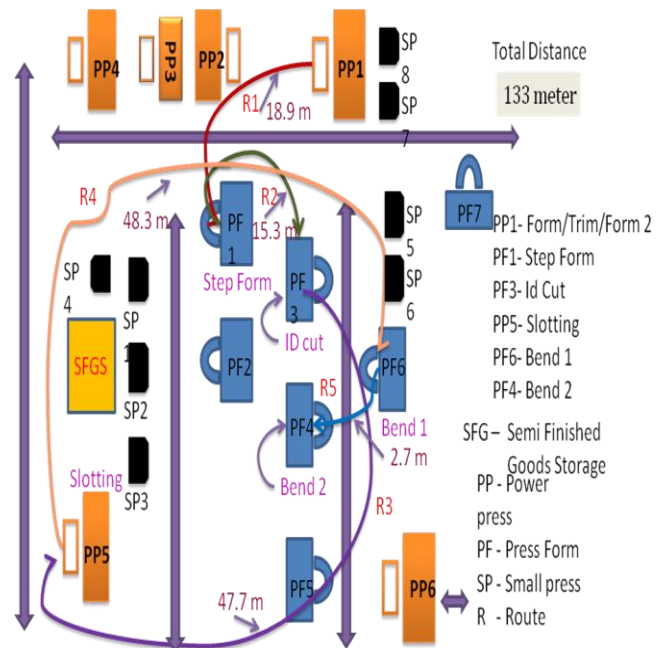 PP4
PP3
PP2
PP1
SP
8
SP
7
Total Distance
133 meter
R1
18.9 m
R4
48.3 m
R2
15.3 m
PF
1
Step Form
PF
3
ID cut
SP
5
SP
6
PF7
SP
4
SP
1
SFGS
SP2
SP3
PF2
PF6
Bend 1
R5
PF4
2.7 m
Bend 2
R3
Slotting
PP5
PF5
47.7 m
PP6
PP1- Form/Trim/Form 2
PF1- Step Form
PF3- Id Cut
PP5- Slotting
PF6- Bend 1
PF4- Bend 2
SFG – Semi Finished
Goods Storage
PP - Power
press
PF - Press Form
SP - Small press
R - Route